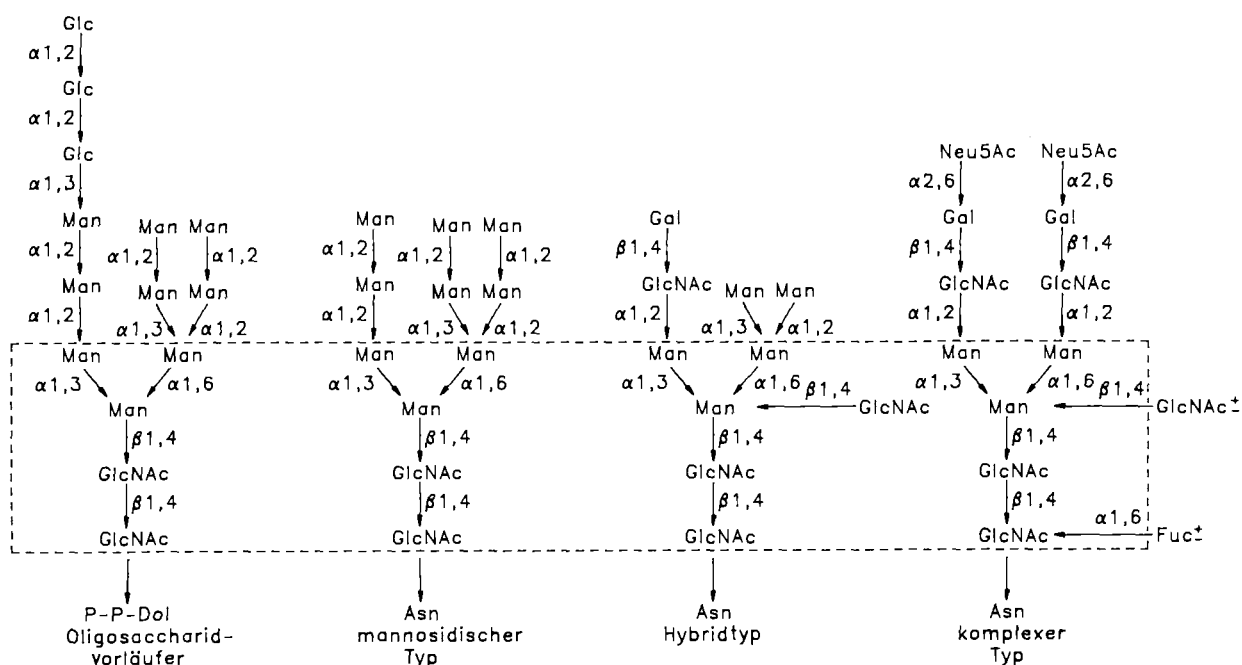 Glc
α1,2
Glc
α1,2
Glc
α1,3
Man
α1,2
Man
α1,2
Man Man
α1,2 α1,2
Man Man
α1,3 α1,2
Man Man
α1,3 α1,6
Man
β1,4
GlcNAc
β1,4
GlcNAc
P-P-Dol
Oligosaccharid-
vorläufer
Man
α1,2
Man
α1,2
Man Man
α1,2 α1,2
Man Man
α1,3 α1,2
Man Man
α1,3 α1,6
Man
β1,4
GlcNAc
β1,4
GlcNAc
Asn
mannosidischer
Typ
Gal
β1,4
GlcNAc
α1,2
Man Man
α1,3 α1,2
Man Man
α1,3 α1,6
Man
β1,4
GlcNAc
β1,4
GlcNAc
β1,4
GlcNAc
Asn
Hybridtyp
Neu5Ac Neu5Ac
α2,6 α2,6
Gal Gal
β1,4 β1,4
GlcNAc GlcNAc
α1,2 α1,2
Man Man
α1,3 α1,6
Man
β1,4
GlcNAc±
β1,4
GlcNAc
β1,4
GlcNAc
α1,6
Fuc±
Asn
komplexer
Typ